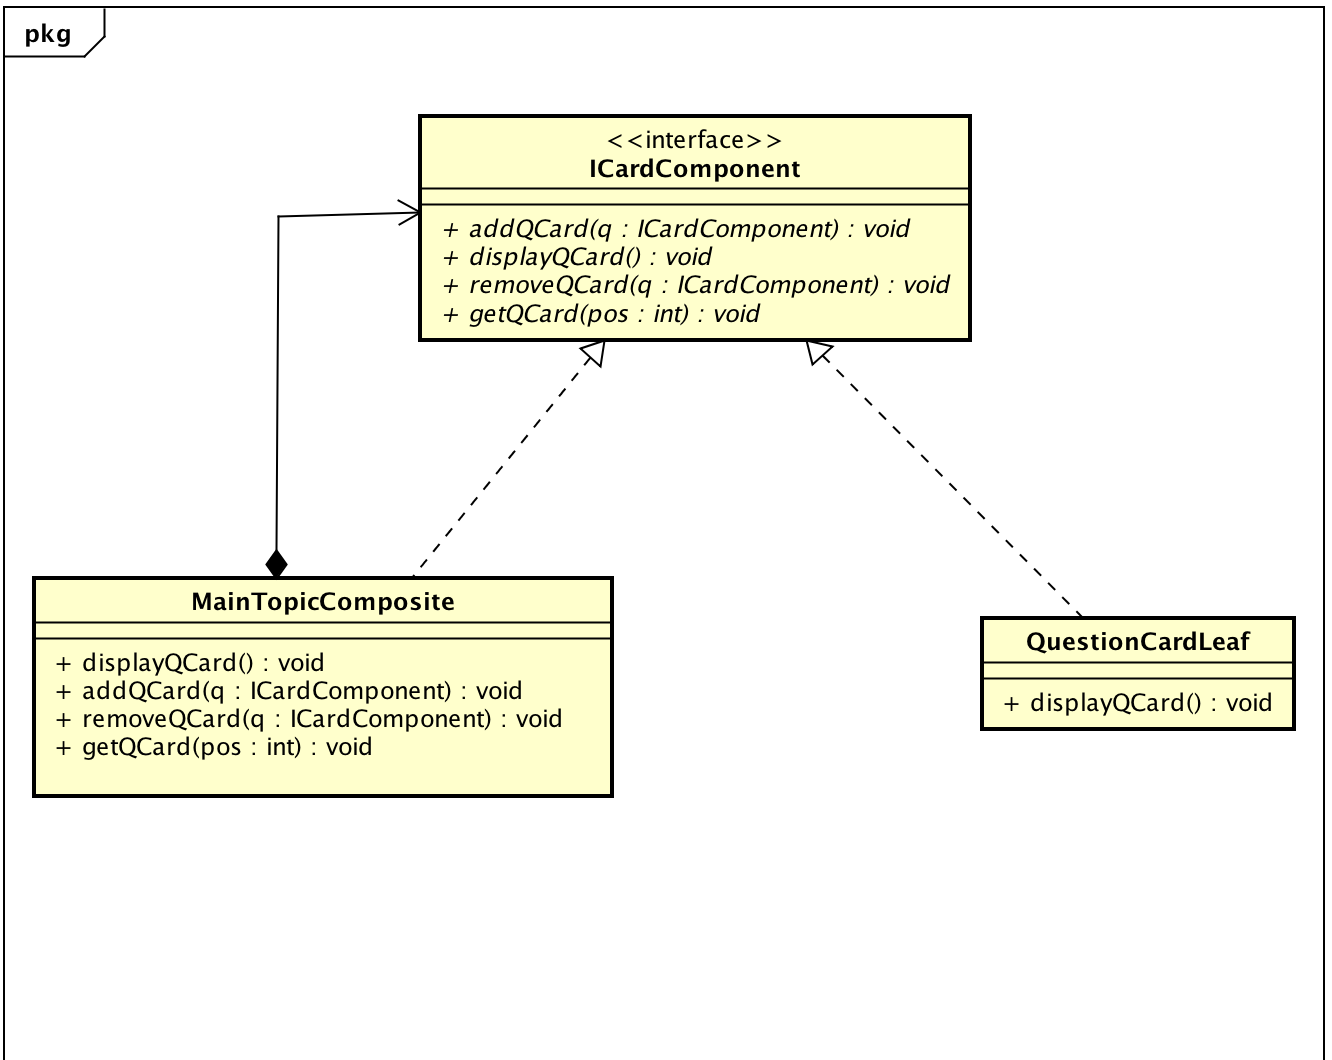 pkg
<<interface>>
ICardComponent
+ addQCard(q : ICardComponent) : void
+ displayQCard() : void
+ removeQCard(q : ICardComponent) : void
+ getQCard(pos : int) : void
MainTopicComposite
+ displayQCard() : void
+ addQCard(q : ICardComponent) : void
+ removeQCard(q : ICardComponent) : void
+ getQCard(pos : int) : void
QuestionCardLeaf
+ displayQCard() : void